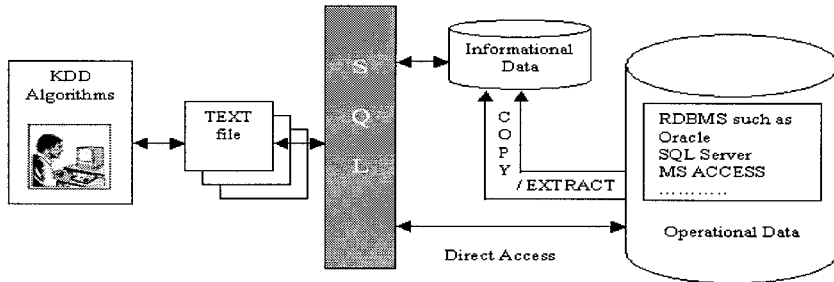 KDD
Algorithms
TEXT
file
S
Q
L
Informational
Data
COPY
/ EXTRACT
RDBMS such as
Oracle
SQL Server
MS ACCESS
...........
Operational Data
Direct Access